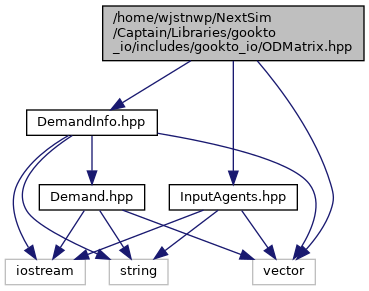 /home/wjstnwp/NextSim
/Captain/Libraries/gookto
_io/includes/gookto_io/ODMatrix.hpp
DemandInfo.hpp
Demand.hpp
InputAgents.hpp
iostream
string
vector